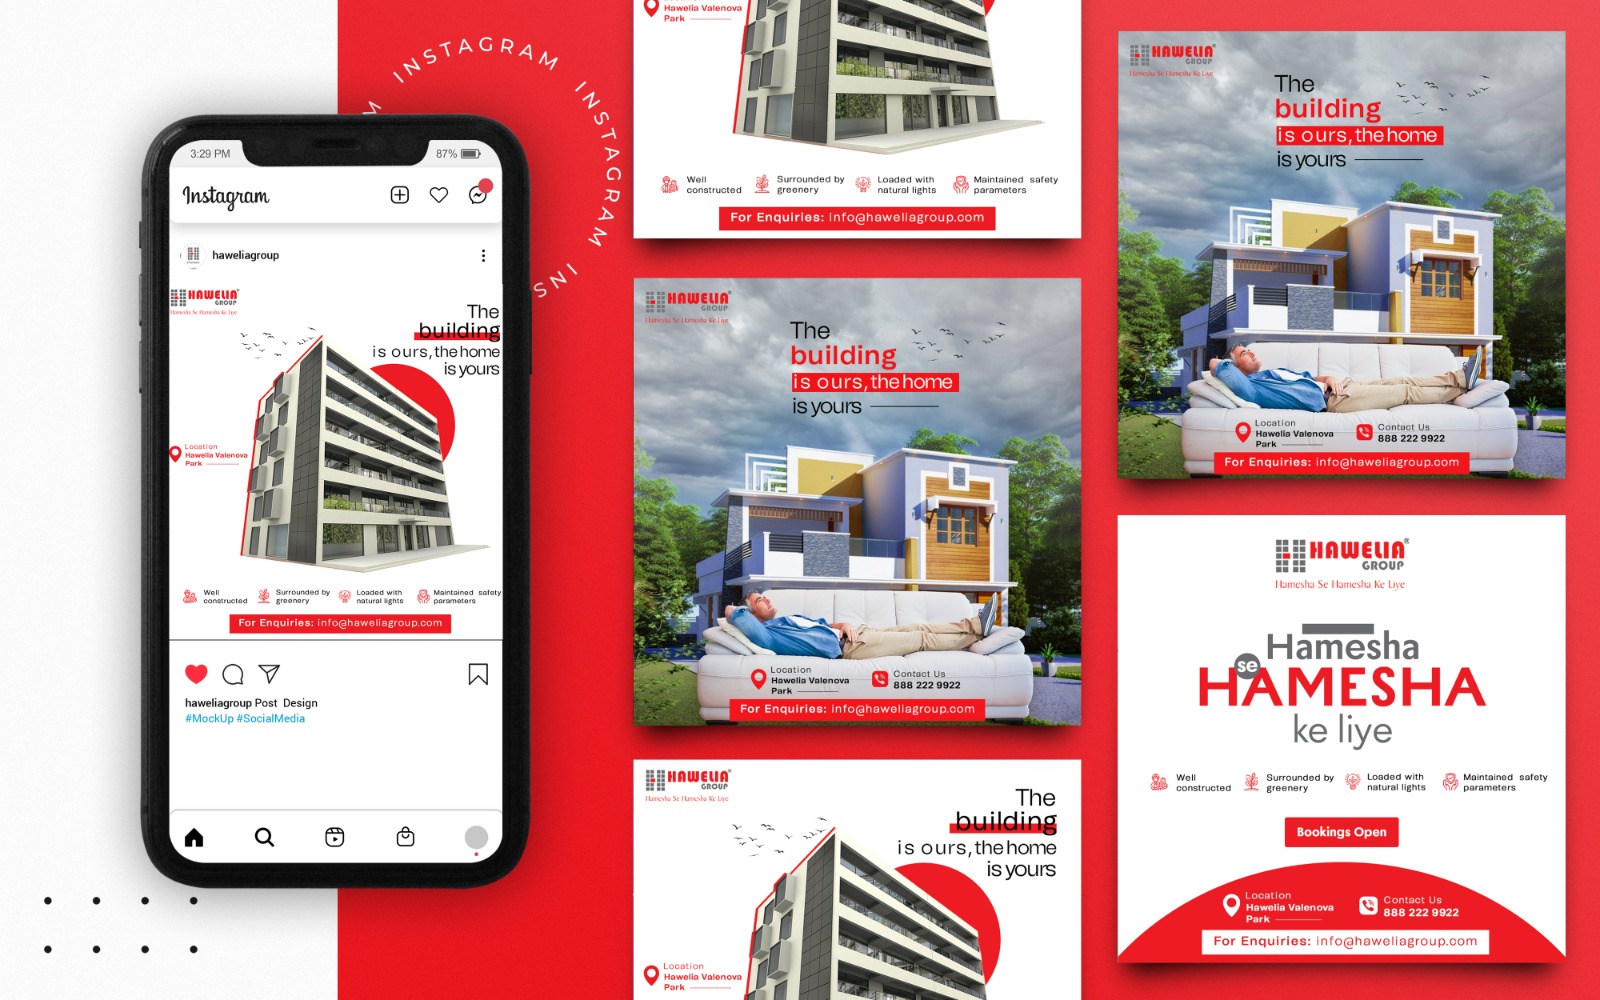 INSTAGRAM
INSTAGRAM
INS
M
3:29 PM
87%
Instagram
haweliagroup
HAWELIA
GROUP
Hamesha Se Hamesha Ke Liye
The
building
is ours, the home
is yours
Location
Hawelia Valenova
Park
Well
constructed
Surrounded by
greenery
Loaded with
natural lights
Maintained safety
parameters
For Enquiries: info@haweliagroup.com
haweliagroup Post Design
#MockUp #SocialMedia
Location
Hawelia Valenova
Park
Well
constructed
Surrounded by
greenery
Loaded with
natural lights
Maintained safety
parameters
For Enquiries: info@haweliagroup.com
HAWELIA
GROUP
Hamesha Se Hamesha Ke Liye
The
building
is ours, the home
is yours
Location
Hawelia Valenova
Park
Contact Us
888 222 9922
For Enquiries: info@haweliagroup.com
HAWELIA
GROUP
Hamesha Se Hamesha Ke Liye
The
building
is ours, the home
is yours
Location
Hawelia Valenova
Park
HAWELIA
GROUP
Hamesha Se Hamesha Ke Liye
The
building
is ours, the home
is yours
Location
Hawelia Valenova
Park
Contact Us
888 222 9922
For Enquiries: info@haweliagroup.com
HAWELIA
GROUP
Hamesha Se Hamesha Ke Liye
Hamesha
se
HAMESHA
ke liye
Well
constructed
Surrounded by
greenery
Loaded with
natural lights
Maintained safety
parameters
Bookings Open
Location
Hawelia Valenova
Park
Contact Us
888 222 9922
For Enquiries: info@haweliagroup.com